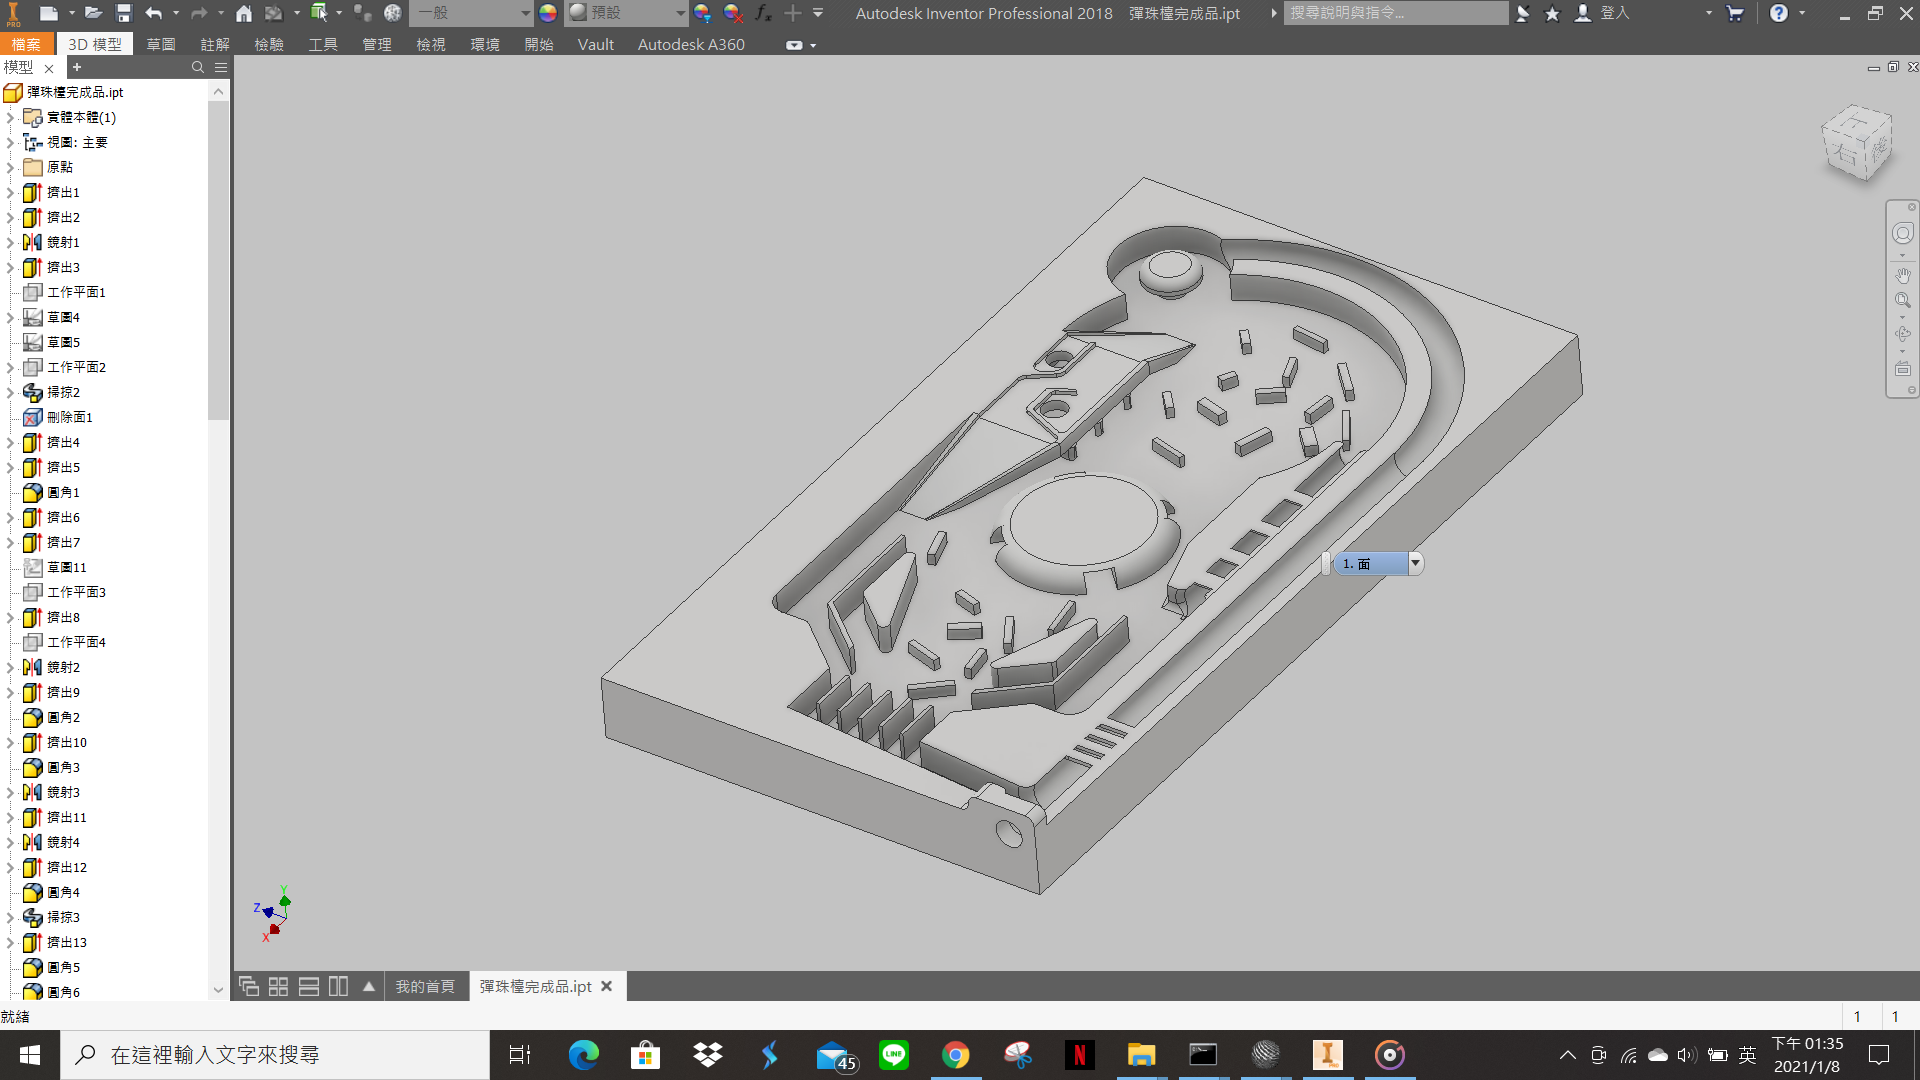 PRO
一般
預設
Autodesk Inventor Professional 2018 彈珠檯完成品.ipt
搜尋說明與指令...
登入
檔案
3D 模型
草圖
註解
檢驗
工具
管理
檢視
環境
開始
Vault
Autodesk A360
模型
彈珠檯完成品.ipt
實體本體(1)
視圖: 主要
原點
擠出1
擠出2
鏡射1
擠出3
工作平面1
草圖4
草圖5
工作平面2
掃掠2
刪除面1
擠出4
擠出5
圓角1
擠出6
擠出7
草圖11
工作平面3
擠出8
工作平面4
鏡射2
擠出9
圓角2
擠出10
圓角3
鏡射3
擠出11
鏡射4
擠出12
圓角4
掃掠3
擠出13
圓角5
圓角6
上
右
1. 面
Y
Z
X
我的首頁
彈珠檯完成品.ipt
就緒
1
1
在這裡輸入文字來搜尋
45
LINE
N
英
下午 01:35
2021/1/8